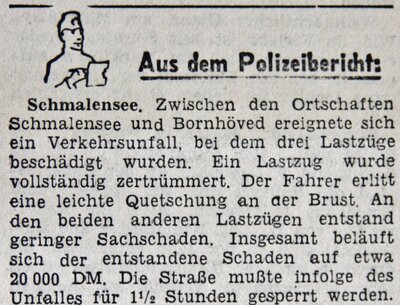 Aus dem Polizeibericht:
Schmalensee. Zwischen den Ortschaften
Schmalensee und Bornhöved ereignete sich
ein Verkehrsunfall, bei dem drei Lastzüge
beschädigt wurden. Ein Lastzug wurde
vollständig zertrümmert. Der Fahrer erlitt
eine leichte Quetschung an der Brust. An
den beiden anderen Lastzügen entstand
geringer Sachschaden. Insgesamt beläuft
sich der entstandene Schaden auf etwa
20 000 DM. Die Straße mußte infolge des
Unfalles für 1½ Stunden gesperrt werden.